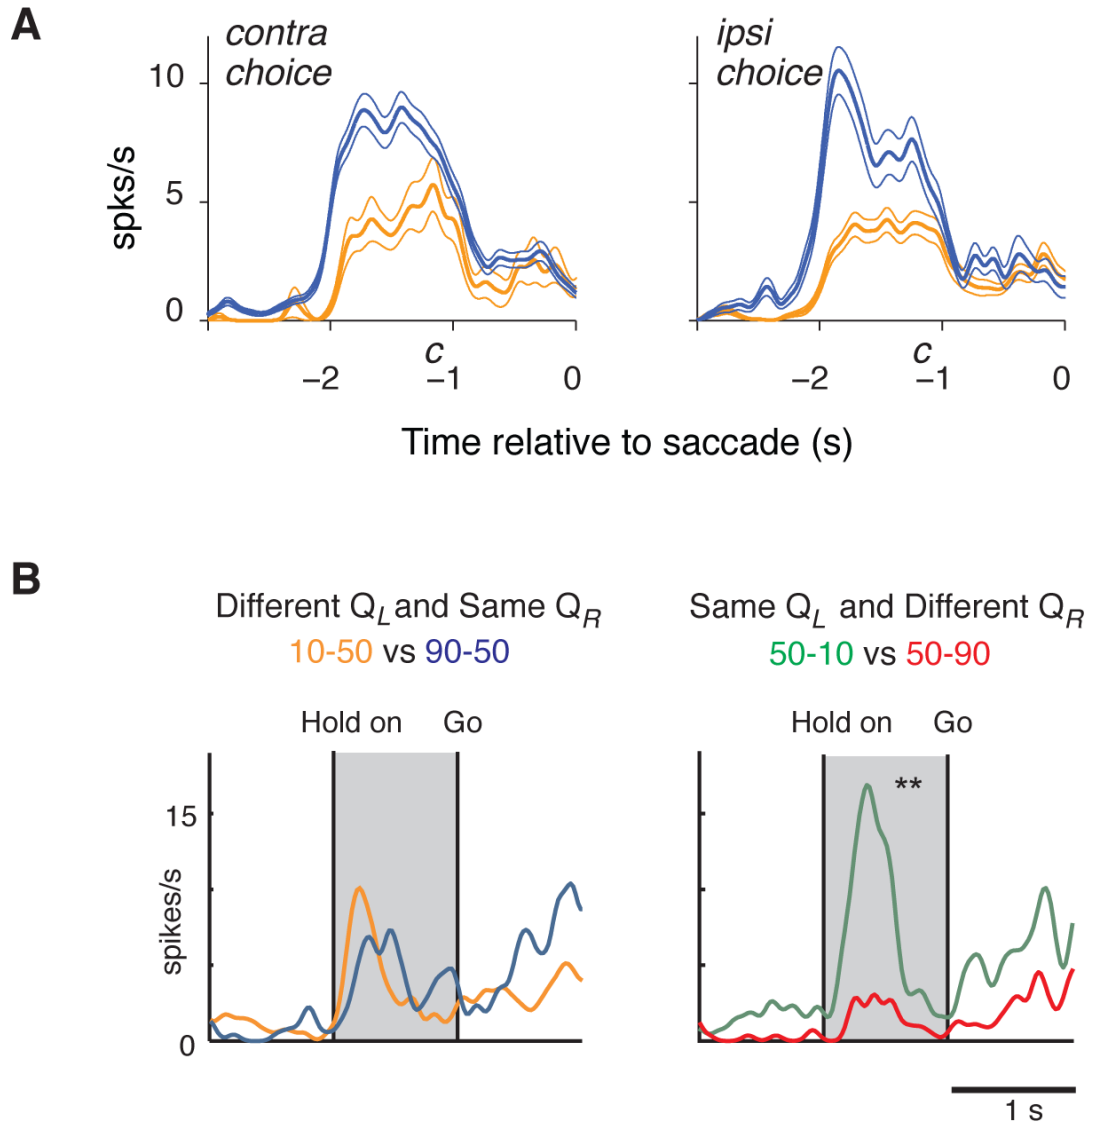 A
contra
choice
ipsi
choice
10
5
0
spks/s
c
c
−2
−1
0
−2
−1
0
Time relative to saccade (s)
B
Different QL and Same QR
10-50 vs 90-50
Same QL and Different QR
50-10 vs 50-90
Hold on
Go
Hold on
Go
**
15
0
spikes/s
1 s